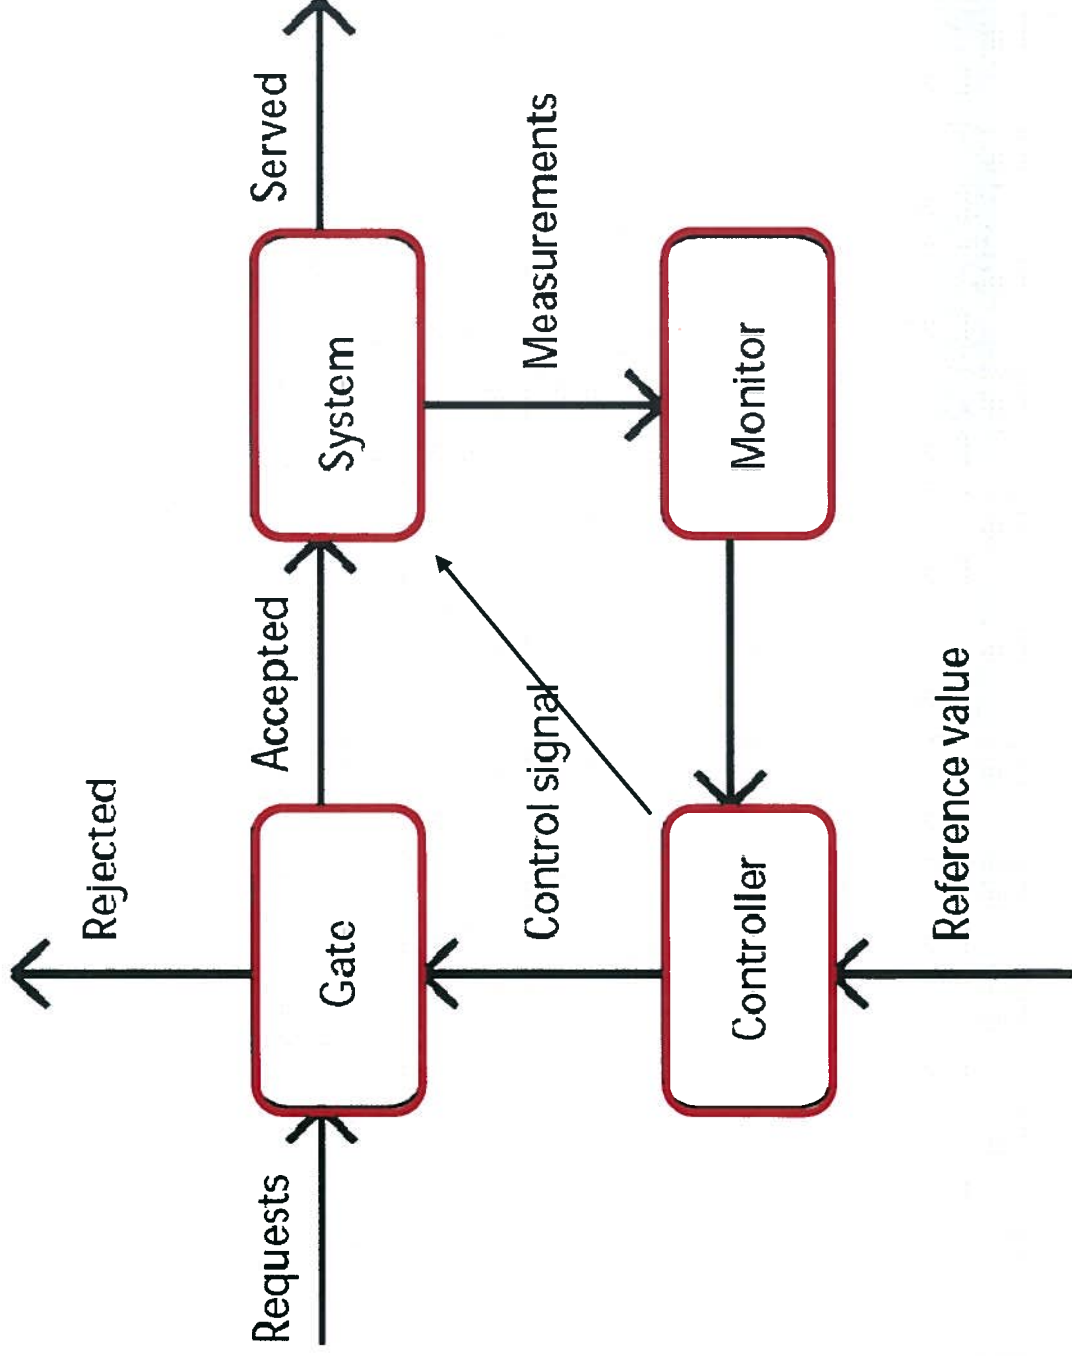 Rejected
Requests
Gate
Accepted
System
Served
Control signal
Measurements
Controller
Monitor
Reference value